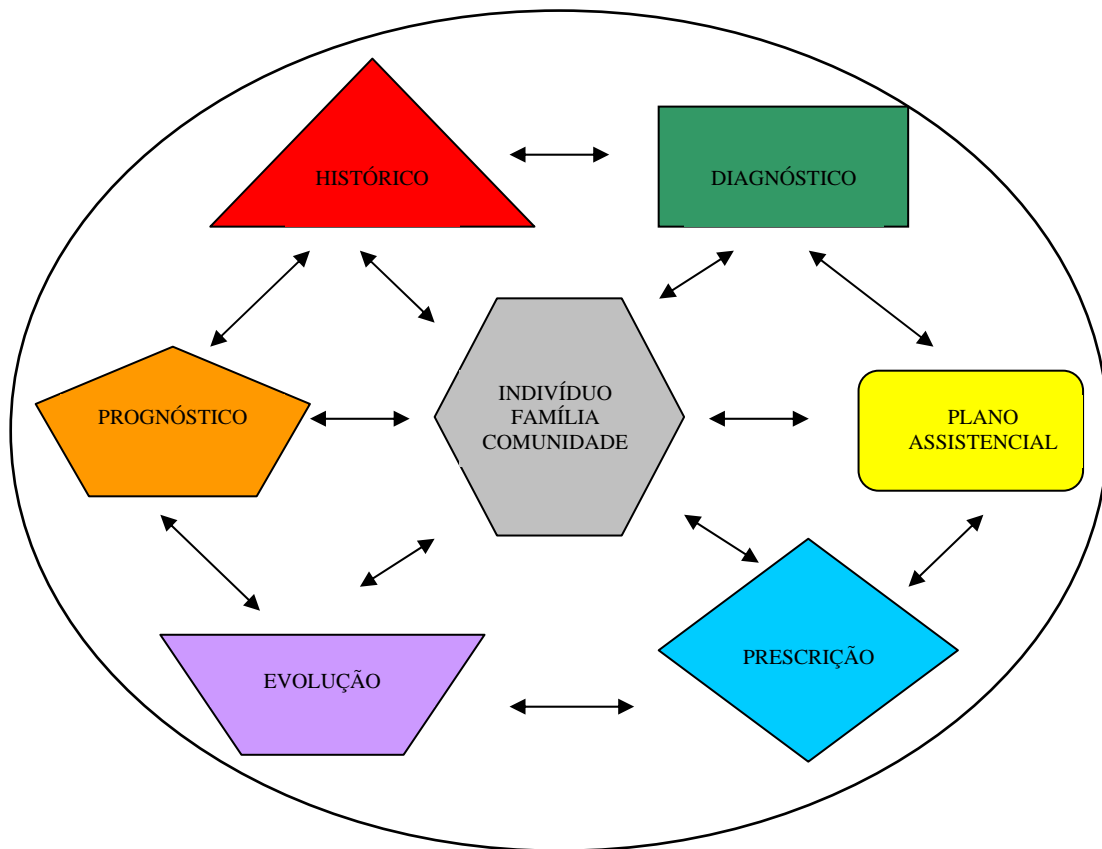 HISTÓRICO
DIAGNÓSTICO
INDIVÍDUO
FAMÍLIA
COMUNIDADE
PROGNÓSTICO
PLANO
ASSISTENCIAL
EVOLUÇÃO
PRESCRIÇÃO